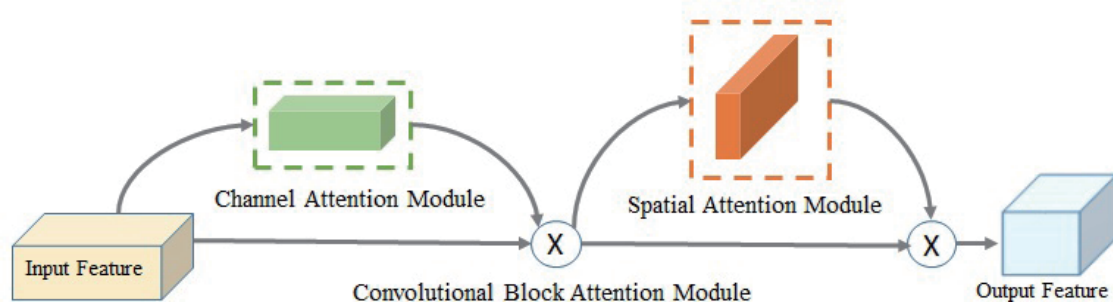 Channel Attention Module
Spatial Attention Module
Input Feature
X
X
Convolutional Block Attention Module
Output Feature